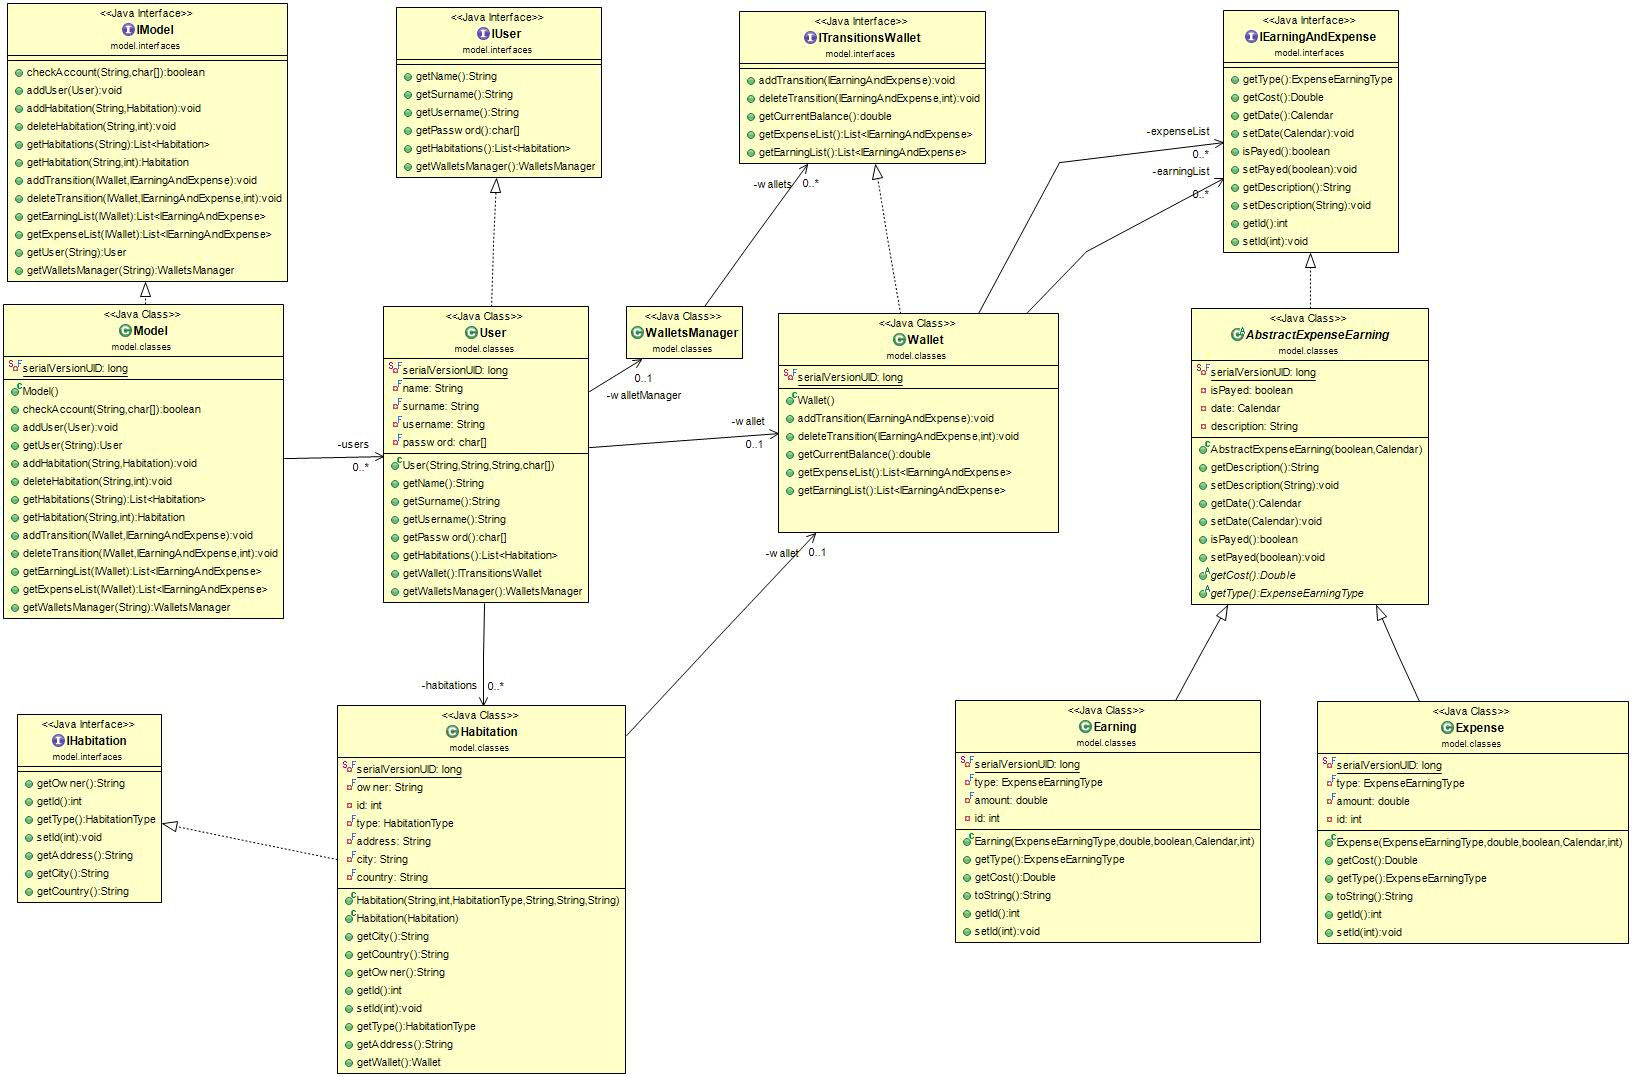 <<Java Interface>>
IModel
model.interfaces
checkAccount(String,char[]):boolean
addUser(User):void
addHabitation(String,Habitation):void
deleteHabitation(String,int):void
getHabitations(String):List<Habitation>
getHabitation(String,int):Habitation
addTransition(IWallet,IEarningAndExpense):void
deleteTransition(IWallet,IEarningAndExpense,int):void
getEarningList(IWallet):List<IEarningAndExpense>
getExpenseList(IWallet):List<IEarningAndExpense>
getUser(String):User
getWalletsManager(String):WalletsManager
<<Java Interface>>
IUser
model.interfaces
getName():String
getSurname():String
getUsername():String
getPassword():char[]
getHabitations():List<Habitation>
getWalletsManager():WalletsManager
<<Java Interface>>
ITransitionsWallet
model.interfaces
addTransition(IEarningAndExpense):void
deleteTransition(IEarningAndExpense,int):void
getCurrentBalance():double
getExpenseList():List<IEarningAndExpense>
getEarningList():List<IEarningAndExpense>
<<Java Interface>>
IEarningAndExpense
model.interfaces
getType():ExpenseEarningType
getCost():Double
getDate():Calendar
setDate(Calendar):void
isPayed():boolean
setPayed(boolean):void
getDescription():String
setDescription(String):void
getId():int
setId(int):void
-expenseList
0..*
-earningList
0..*
-wallets 0..*
<<Java Class>>
Model
model.classes
serialVersionUID: long
Model()
checkAccount(String,char[]):boolean
addUser(User):void
getUser(String):User
addHabitation(String,Habitation):void
deleteHabitation(String,int):void
getHabitations(String):List<Habitation>
getHabitation(String,int):Habitation
addTransition(IWallet,IEarningAndExpense):void
deleteTransition(IWallet,IEarningAndExpense,int):void
getEarningList(IWallet):List<IEarningAndExpense>
getExpenseList(IWallet):List<IEarningAndExpense>
getWalletsManager(String):WalletsManager
-users
0..*
<<Java Class>>
User
model.classes
serialVersionUID: long
name: String
surname: String
username: String
password: char[]
User(String,String,String,char[])
getName():String
getSurname():String
getUsername():String
getPassword():char[]
getHabitations():List<Habitation>
getWallet():ITransitionsWallet
getWalletsManager():WalletsManager
<<Java Class>>
WalletsManager
model.classes
0..1
-walletManager
-wallet
0..1
<<Java Class>>
Wallet
model.classes
serialVersionUID: long
Wallet()
addTransition(IEarningAndExpense):void
deleteTransition(IEarningAndExpense,int):void
getCurrentBalance():double
getExpenseList():List<IEarningAndExpense>
getEarningList():List<IEarningAndExpense>
-wallet 0..1
<<Java Class>>
AbstractExpenseEarning
model.classes
serialVersionUID: long
isPayed: boolean
date: Calendar
description: String
AbstractExpenseEarning(boolean,Calendar)
getDescription():String
setDescription(String):void
getDate():Calendar
setDate(Calendar):void
isPayed():boolean
setPayed(boolean):void
getCost():Double
getType():ExpenseEarningType
-habitations 0..*
<<Java Interface>>
IHabitation
model.interfaces
getOwner():String
getId():int
getType():HabitationType
setId(int):void
getAddress():String
getCity():String
getCountry():String
<<Java Class>>
Habitation
model.classes
serialVersionUID: long
owner: String
id: int
type: HabitationType
address: String
city: String
country: String
Habitation(String,int,HabitationType,String,String,String)
Habitation(Habitation)
getCity():String
getCountry():String
getOwner():String
getId():int
setId(int):void
getType():HabitationType
getAddress():String
getWallet():Wallet
<<Java Class>>
Earning
model.classes
serialVersionUID: long
type: ExpenseEarningType
amount: double
id: int
Earning(ExpenseEarningType,double,boolean,Calendar,int)
getType():ExpenseEarningType
getCost():Double
toString():String
getId():int
setId(int):void
<<Java Class>>
Expense
model.classes
serialVersionUID: long
type: ExpenseEarningType
amount: double
id: int
Expense(ExpenseEarningType,double,boolean,Calendar,int)
getCost():Double
getType():ExpenseEarningType
toString():String
getId():int
setId(int):void